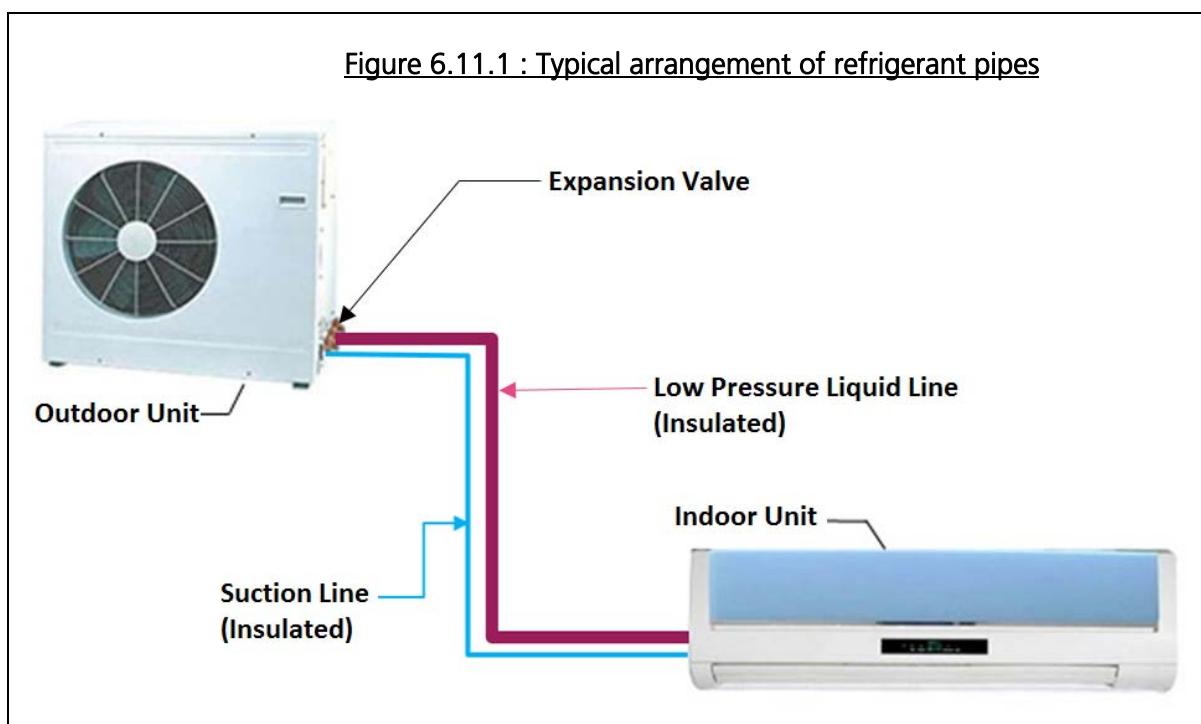 Figure 6.11.1 : Typical arrangement of refrigerant pipes
Expansion Valve
Outdoor Unit
Low Pressure Liquid Line
(Insulated)
Indoor Unit
Suction Line
(Insulated)